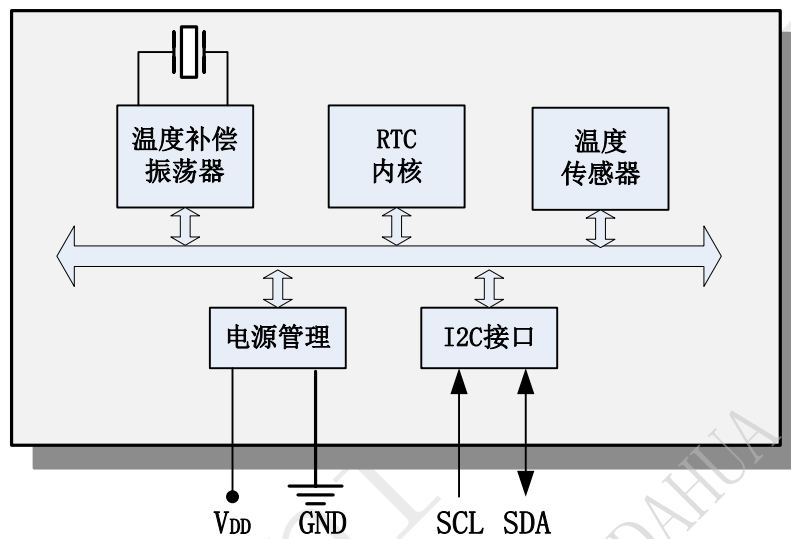 温度补偿
振荡器
RTC
内核
温度
传感器
电源管理
I2C接口
VDD
GND
SCL
SDA
DAHUA